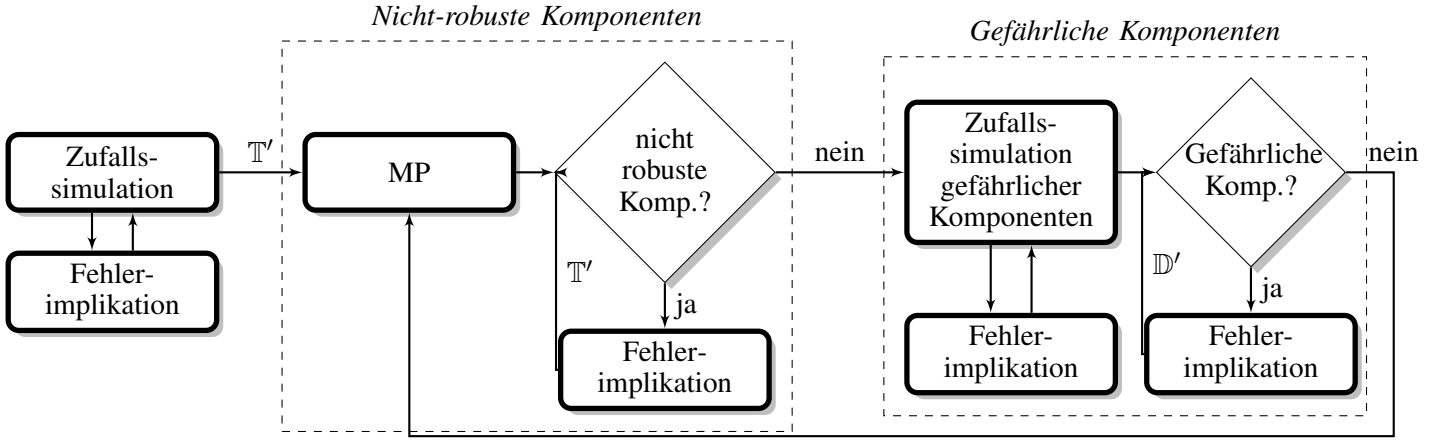 Nicht-robuste Komponenten
Gefährliche Komponenten
Zufalls-
simulation
𝕋′
MP
nicht
robuste
Komp.?
nein
Zufalls-
simulation
gefährlicher
Komponenten
Gefährliche
Komp.?
nein
Fehler-
implikation
𝕋′
ja
Fehler-
implikation
Fehler-
implikation
𝔻′
ja
Fehler-
implikation